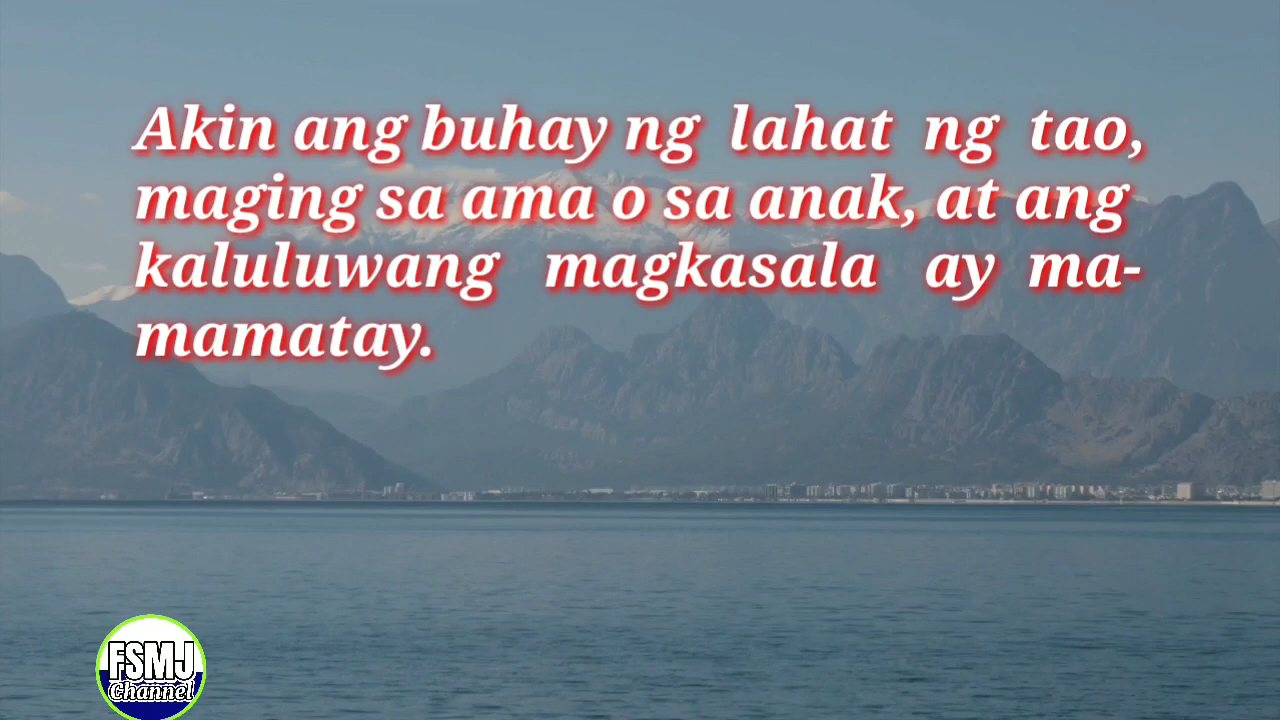 Akin ang buhay ng lahat ng tao,
maging sa ama o sa anak, at ang
kaluluwang magkasala ay ma-
mamatay.
FSMJ
Channel